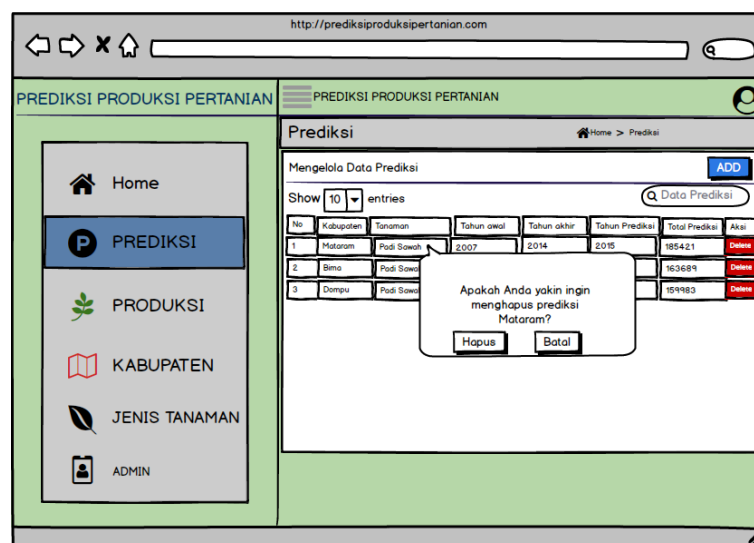 http://prediksiproduksipertanian.com
PREDIKSI PRODUKSI PERTANIAN
PREDIKSI PRODUKSI PERTANIAN
Home
PREDIKSI
PRODUKSI
KABUPATEN
JENIS TANAMAN
ADMIN
Prediksi
Home > Prediksi
Mengelola Data Prediksi
ADD
Show 10 entries
Data Prediksi
No Kabupaten Tanaman Tahun awal Tahun akhir Tahun Prediksi Total Prediksi Aksi
1 Mataram Padi Sawah 2007 2014 2015 185421 Delete
2 Bima Padi Sawa 163689 Delete
3 Dompu Padi Sawa 159983 Delete
Apakah Anda yakin ingin
menghapus prediksi
Mataram?
Hapus Batal